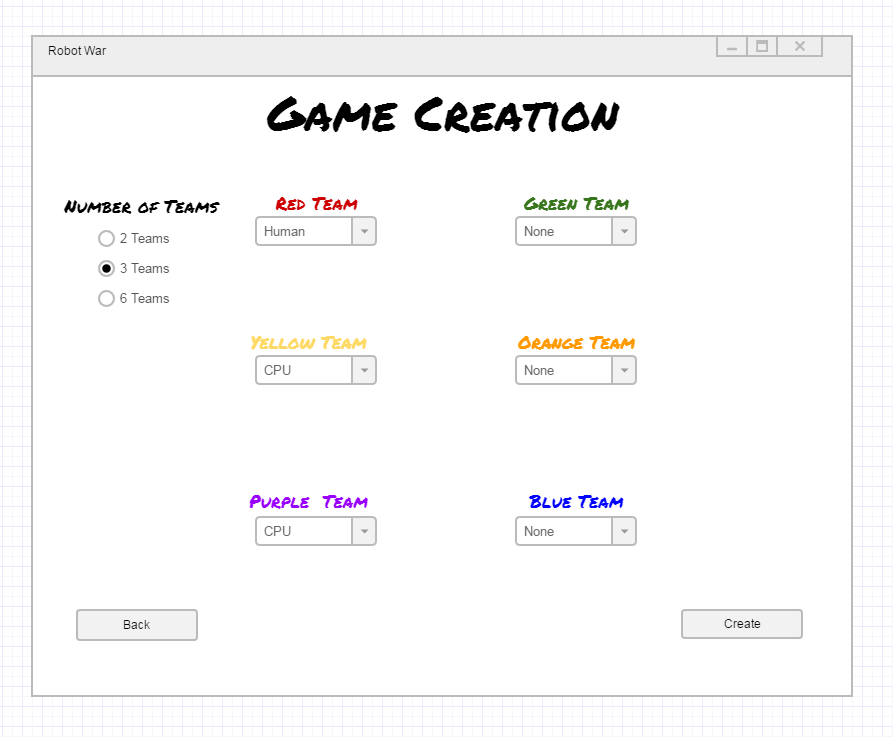 Robot War
Game Creation
Number of Teams
2 Teams
3 Teams
6 Teams
Red Team
Human
Green Team
None
Yellow Team
CPU
Orange Team
None
Purple Team
CPU
Blue Team
None
Back
Create